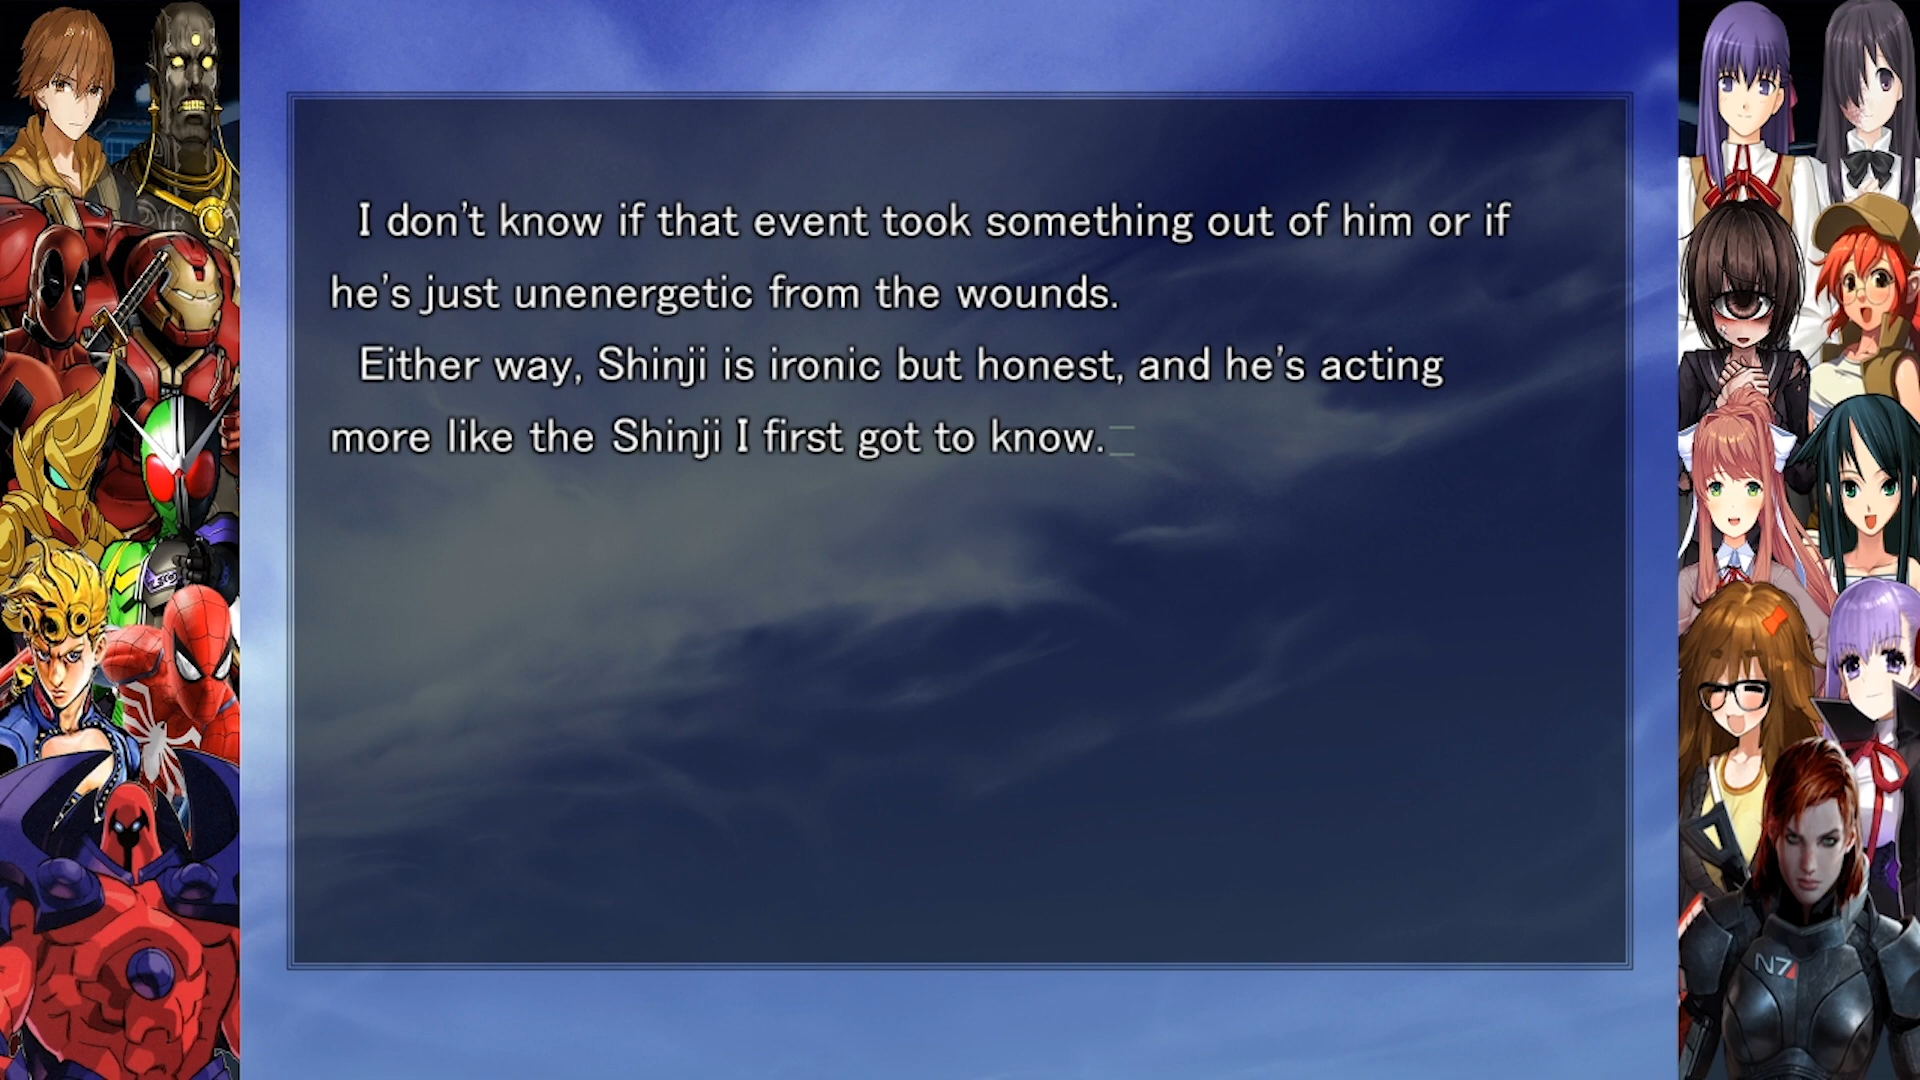 I don't know if that event took something out of him or if
he's just unenergetic from the wounds.
Either way, Shinji is ironic but honest, and he's acting
more like the Shinji I first got to know.
N7